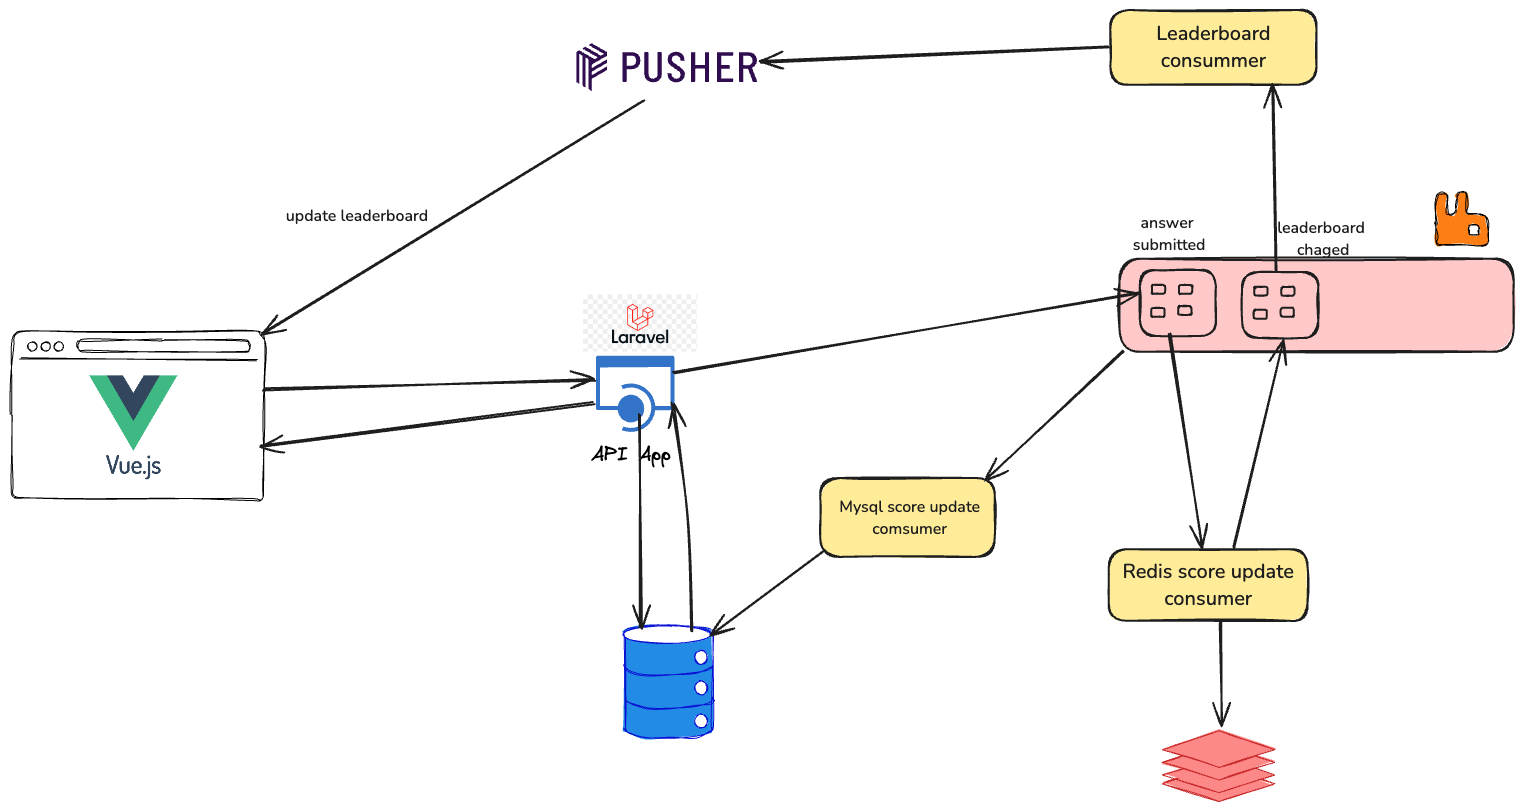 Leaderboard
consummer
PUSHER
update leaderboard
answer
submitted
leaderboard
chaged
Laravel
API App
Vue.js
Mysql score update
comsumer
Redis score update
consumer